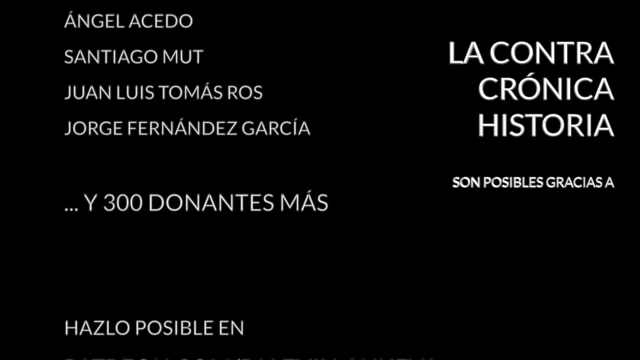 ÁNGEL ACEDO
SANTIAGO MUT
JUAN LUIS TOMÁS ROS
JORGE FERNÁNDEZ GARCÍA
... Y 300 DONANTES MÁS
HAZLO POSIBLE EN
LA CONTRA
CRÓNICA
HISTORIA
SON POSIBLES GRACIAS A